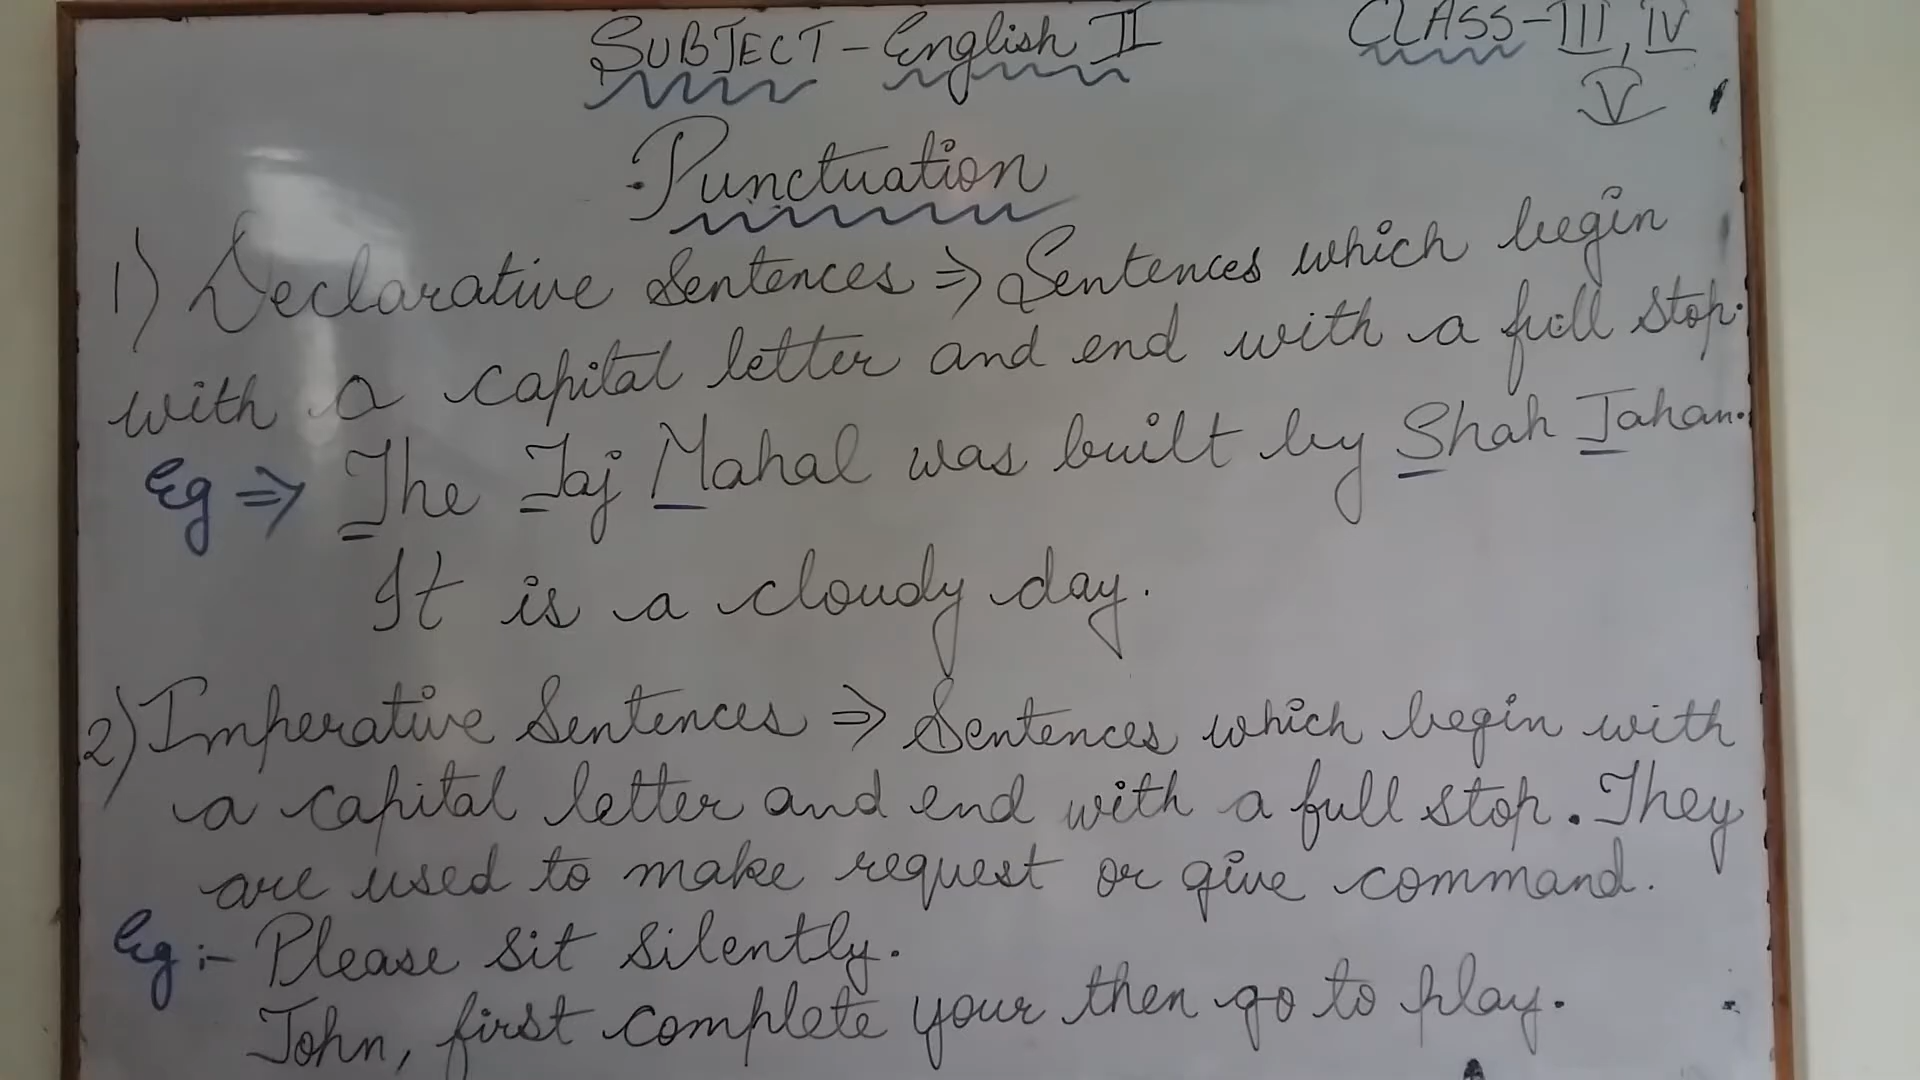 SUBJECT - English II
CLASS - III, IV
V
Punctuation
1) Declarative Sentences ⇒ Sentences which begin
with a capital letter and end with a full stop.
Eg ⇒ The Taj Mahal was built by Shah Jahan.
It is a cloudy day.
2) Imperative Sentences ⇒ Sentences which begin with
a capital letter and end with a full stop. They
are used to make request or give command.
Eg :- Please sit silently.
John, first complete your then go to play.